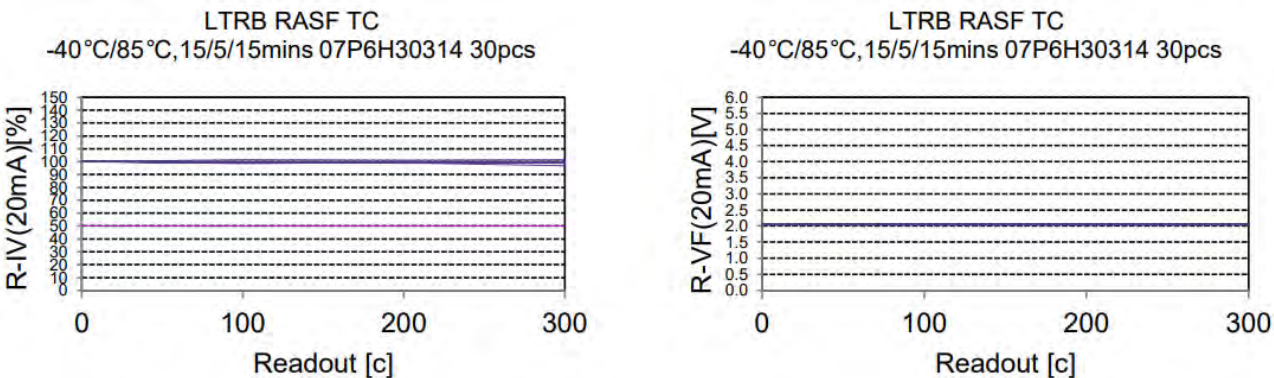 LTRB RASF TC
-40°C/85°C,15/5/15mins 07P6H30314 30pcs
R-IV(20mA)[%]
150
140
130
120
110
100
90
80
70
60
50
40
30
20
10
0
0 100 200 300
Readout [c]
LTRB RASF TC
-40°C/85°C,15/5/15mins 07P6H30314 30pcs
R-VF(20mA)[V]
6.0
5.5
5.0
4.5
4.0
3.5
3.0
2.5
2.0
1.5
1.0
0.5
0.0
0 100 200 300
Readout [c]